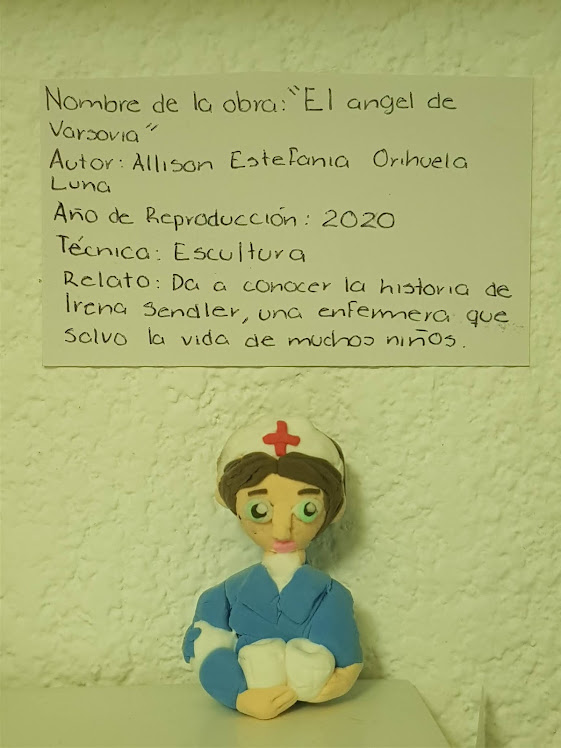 Nombre de la obra: "El angel de
Varsovia"
Autor: Allison Estefania Orihuela
Luna
Año de Reproducción: 2020
Técnica: Escultura
Relato: Da a conocer la historia de
Irena Sendler, una enfermera que
salvo la vida de muchos niños.